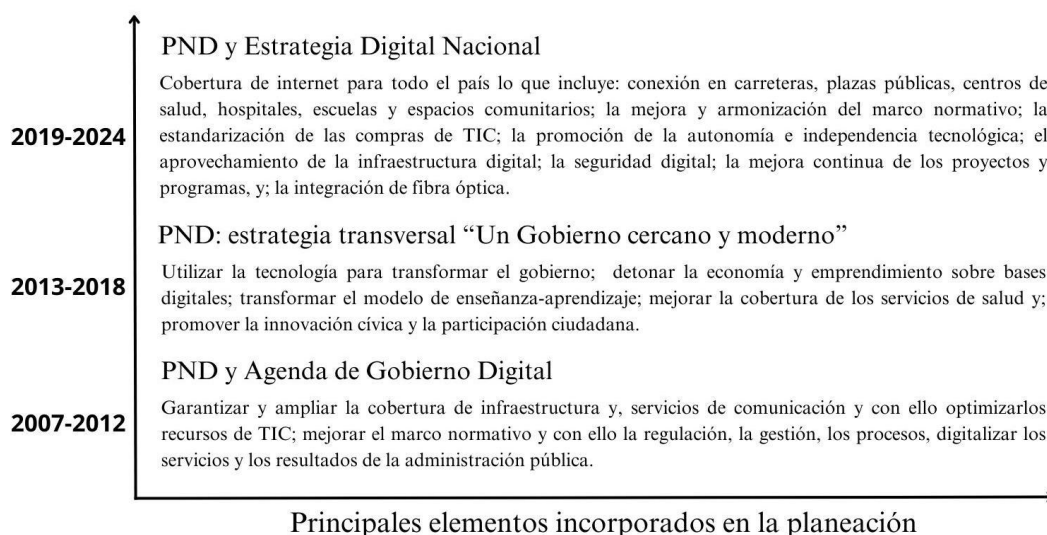 PND y Estrategia Digital Nacional
Cobertura de internet para todo el país lo que incluye: conexión en carreteras, plazas públicas, centros de
salud, hospitales, escuelas y espacios comunitarios; la mejora y armonización del marco normativo; la
2019-2024
estandarización de las compras de TIC; la promoción de la autonomía e independencia tecnológica; el
aprovechamiento de la infraestructura digital; la seguridad digital; la mejora continua de los proyectos y
programas, y; la integración de fibra óptica.
PND: estrategia transversal “Un Gobierno cercano y moderno”
2013-2018
Utilizar la tecnología para transformar el gobierno; detonar la economía y emprendimiento sobre bases
digitales; transformar el modelo de enseñanza-aprendizaje; mejorar la cobertura de los servicios de salud y;
promover la innovación cívica y la participación ciudadana.
PND y Agenda de Gobierno Digital
2007-2012
Garantizar y ampliar la cobertura de infraestructura y, servicios de comunicación y con ello optimizarlos
recursos de TIC; mejorar el marco normativo y con ello la regulación, la gestión, los procesos, digitalizar los
servicios y los resultados de la administración pública.
Principales elementos incorporados en la planeación